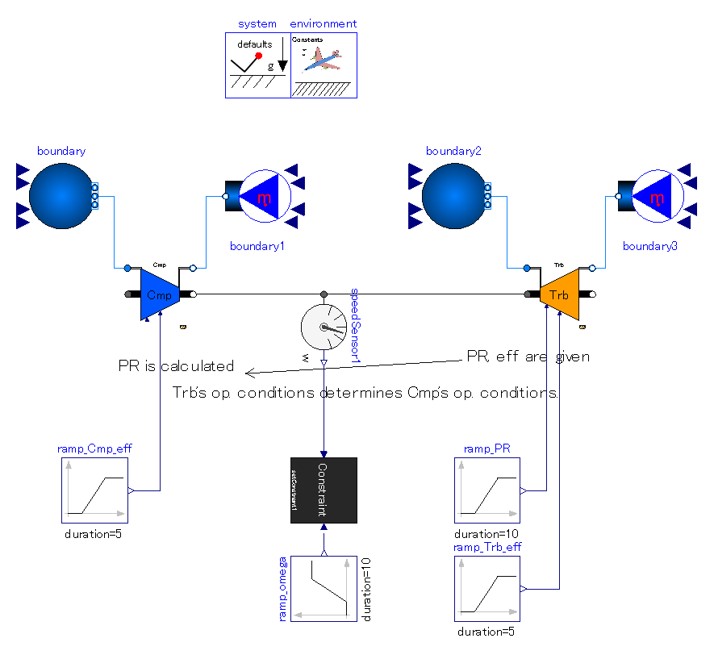 system environment
defaults
g
Constants
boundary
boundary2
m
m
boundary1
boundary3
Cmp
Trb
Cmp
Trb
speedSensor1
w
PR is calculated
PR, eff are given
Trb's op. conditions determines Cmp's op. conditions.
ramp_Cmp_eff
duration=5
Constraint
ramp_PR
duration=10
ramp_omega
duration=10
ramp_Trb_eff
duration=5